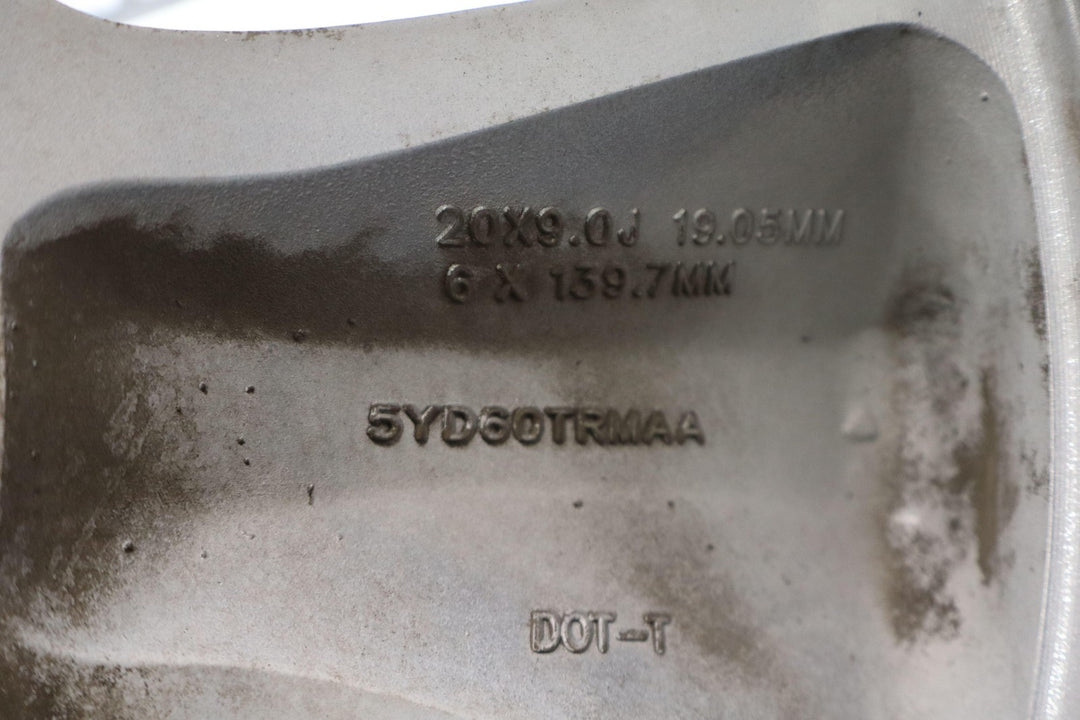 20X9.0J 19.05MM
6 X 139.7MM
5YD60TRMAA
DOT-T